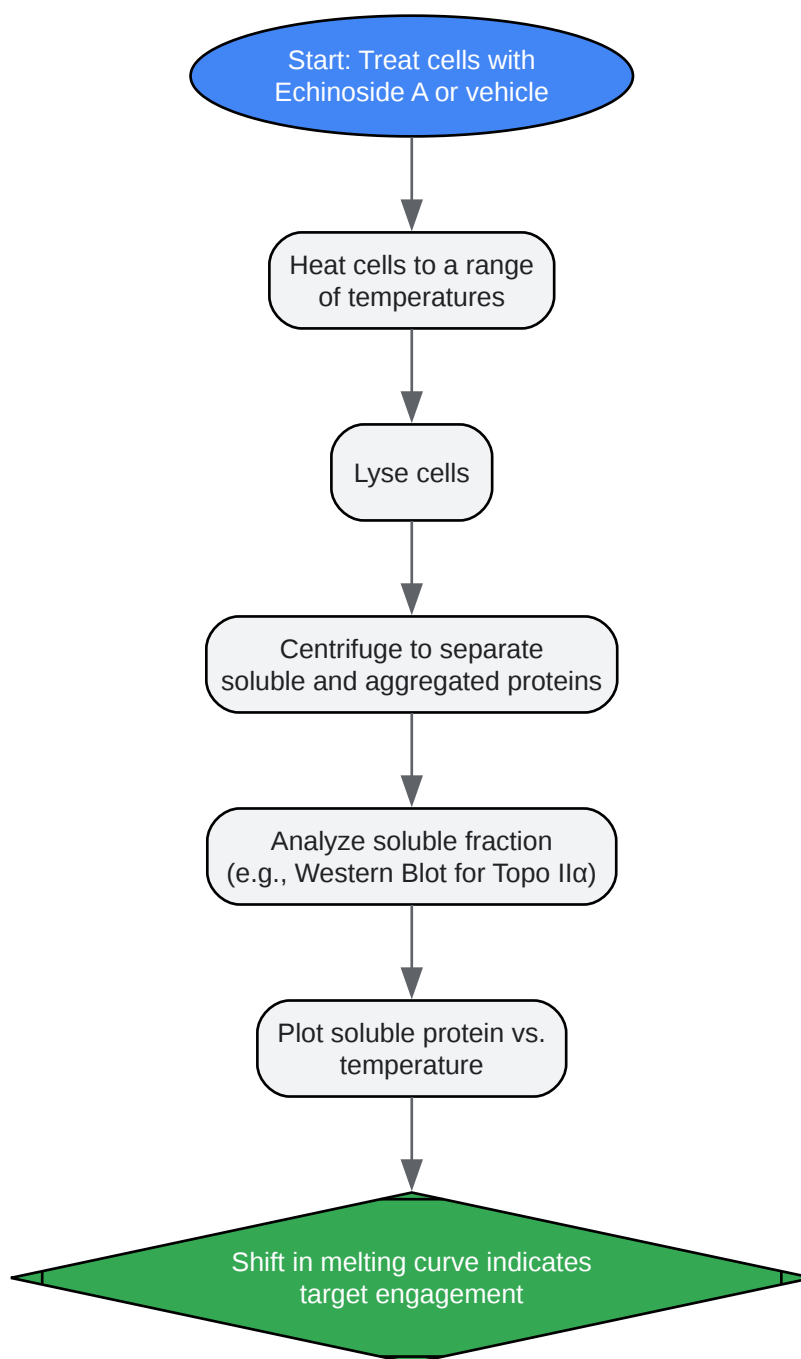 Start: Treat cells with
Echinoside A or vehicle
Heat cells to a range
of temperatures
Lyse cells
Centrifuge to separate
soluble and aggregated proteins
Analyze soluble fraction
(e.g., Western Blot for Topo IIα)
Plot soluble protein vs.
temperature
Shift in melting curve indicates
target engagement